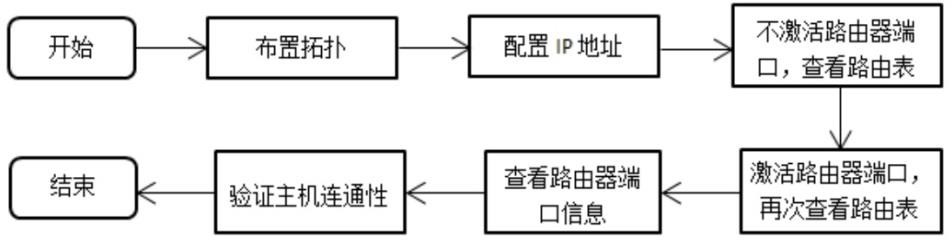 开始
布置拓扑
配置 IP 地址
不激活路由器端
口，查看路由表
激活路由器端口，
再次查看路由表
查看路由器端
口信息
验证主机连通性
结束